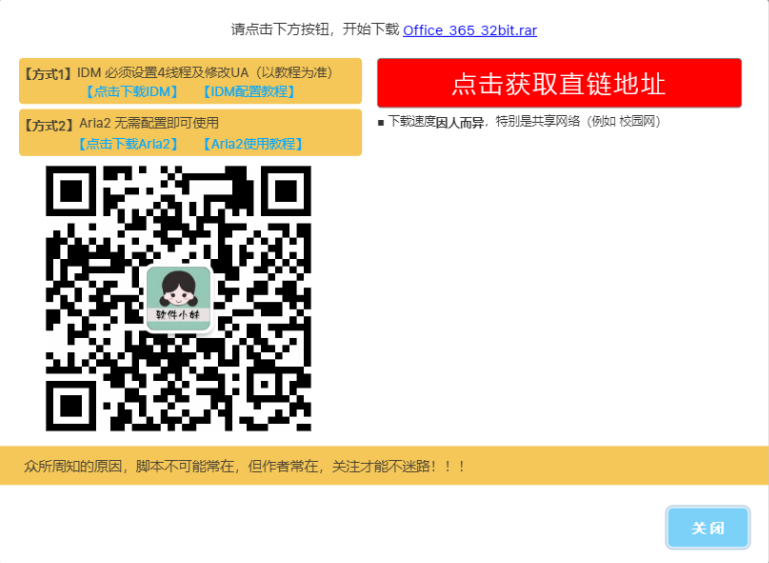 请点击下方按钮，开始下载 Office_365_32bit.rar
【方式1】IDM 必须设置4线程及修改UA（以教程为准）
【点击下载IDM】 【IDM配置教程】
【方式2】Aria2 无需配置即可使用
【点击下载Aria2】 【Aria2使用教程】
点击获取直链地址
■ 下载速度因人而异，特别是共享网络（例如 校园网）
软件小妹
众所周知的原因，脚本不可能常在，但作者常在，关注才能不迷路！！！
关闭